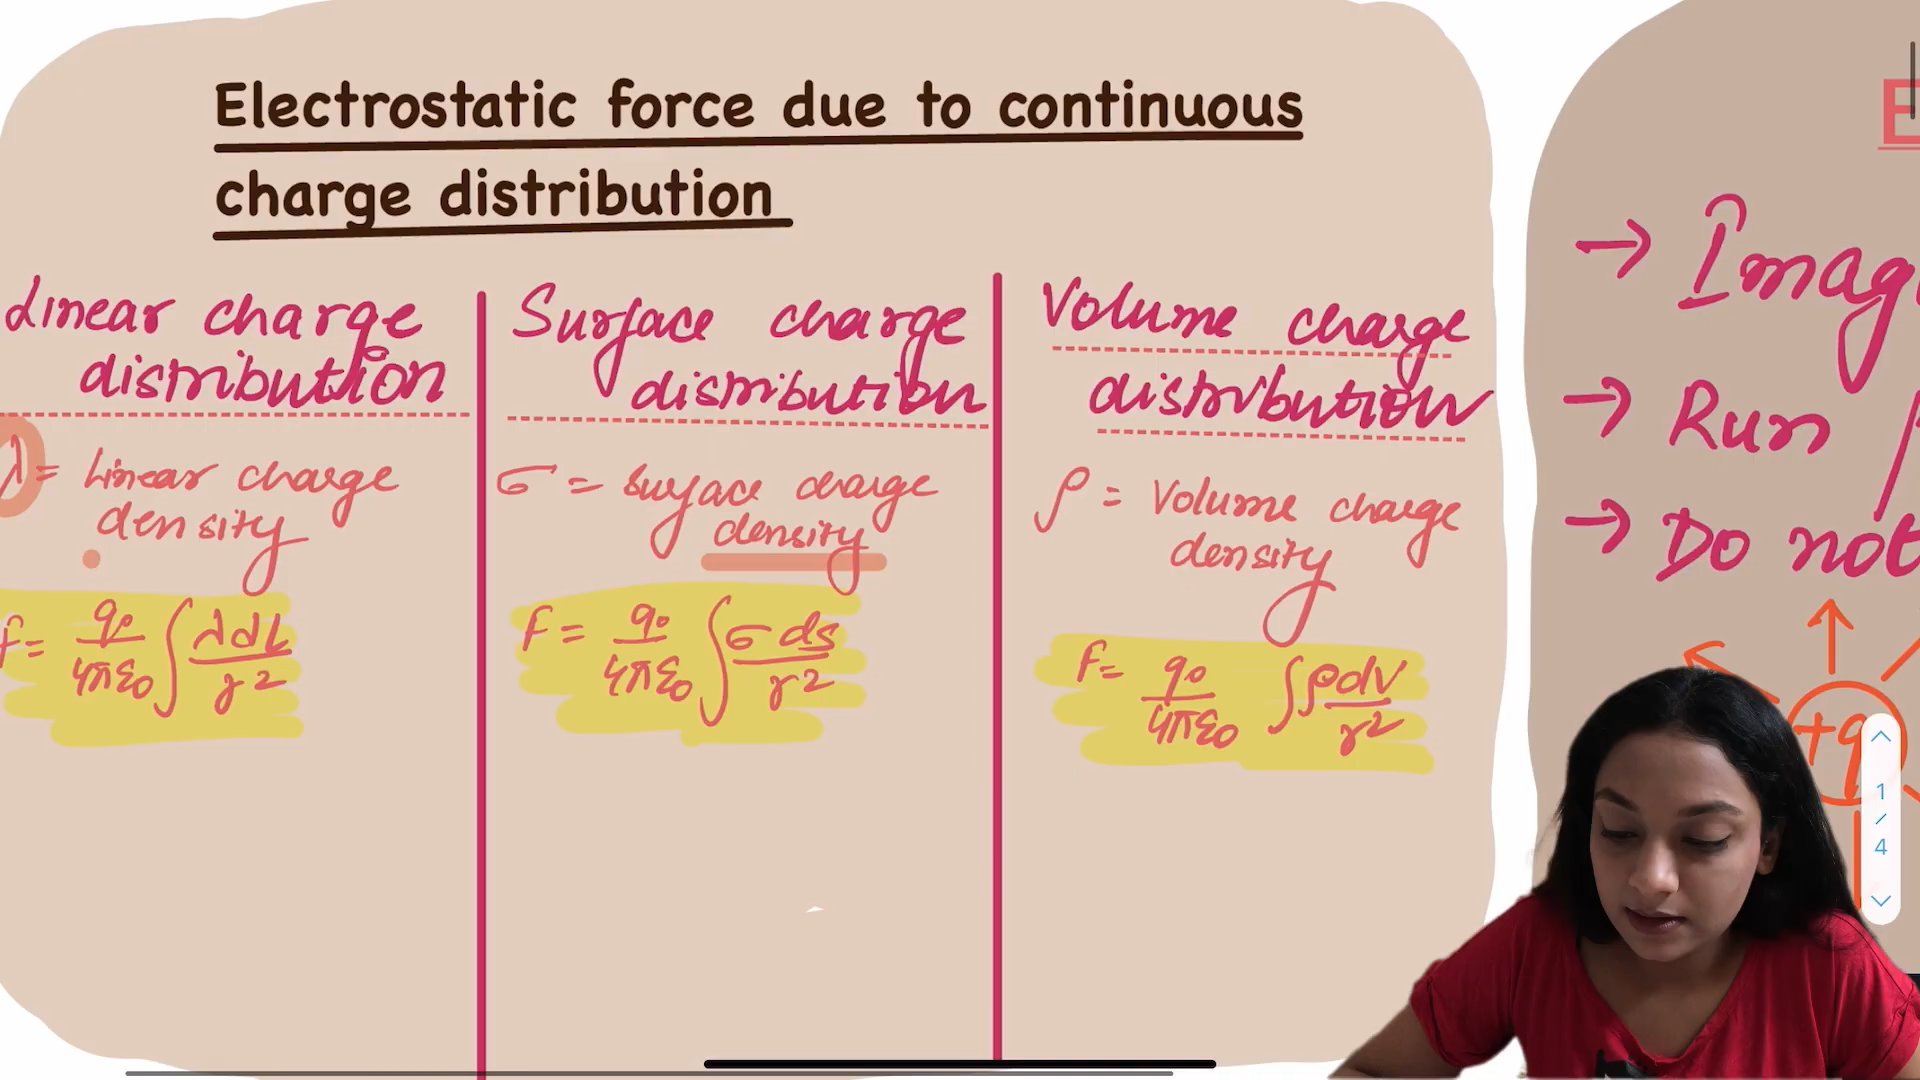 Electrostatic force due to continuous
charge distribution
Linear charge
distribution
λ = Linear charge
density
F = q₀/4πε₀ ∫ λdL/r²
Surface charge
distribution
σ = Surface charge
density
F = q₀/4πε₀ ∫ σ ds/r²
Volume charge
distribution
ρ = Volume charge
density
F = q₀/4πε₀ ∫ ρdV/r²
E
→ Imag
→ Run
→ Do not
+q
1
/
4